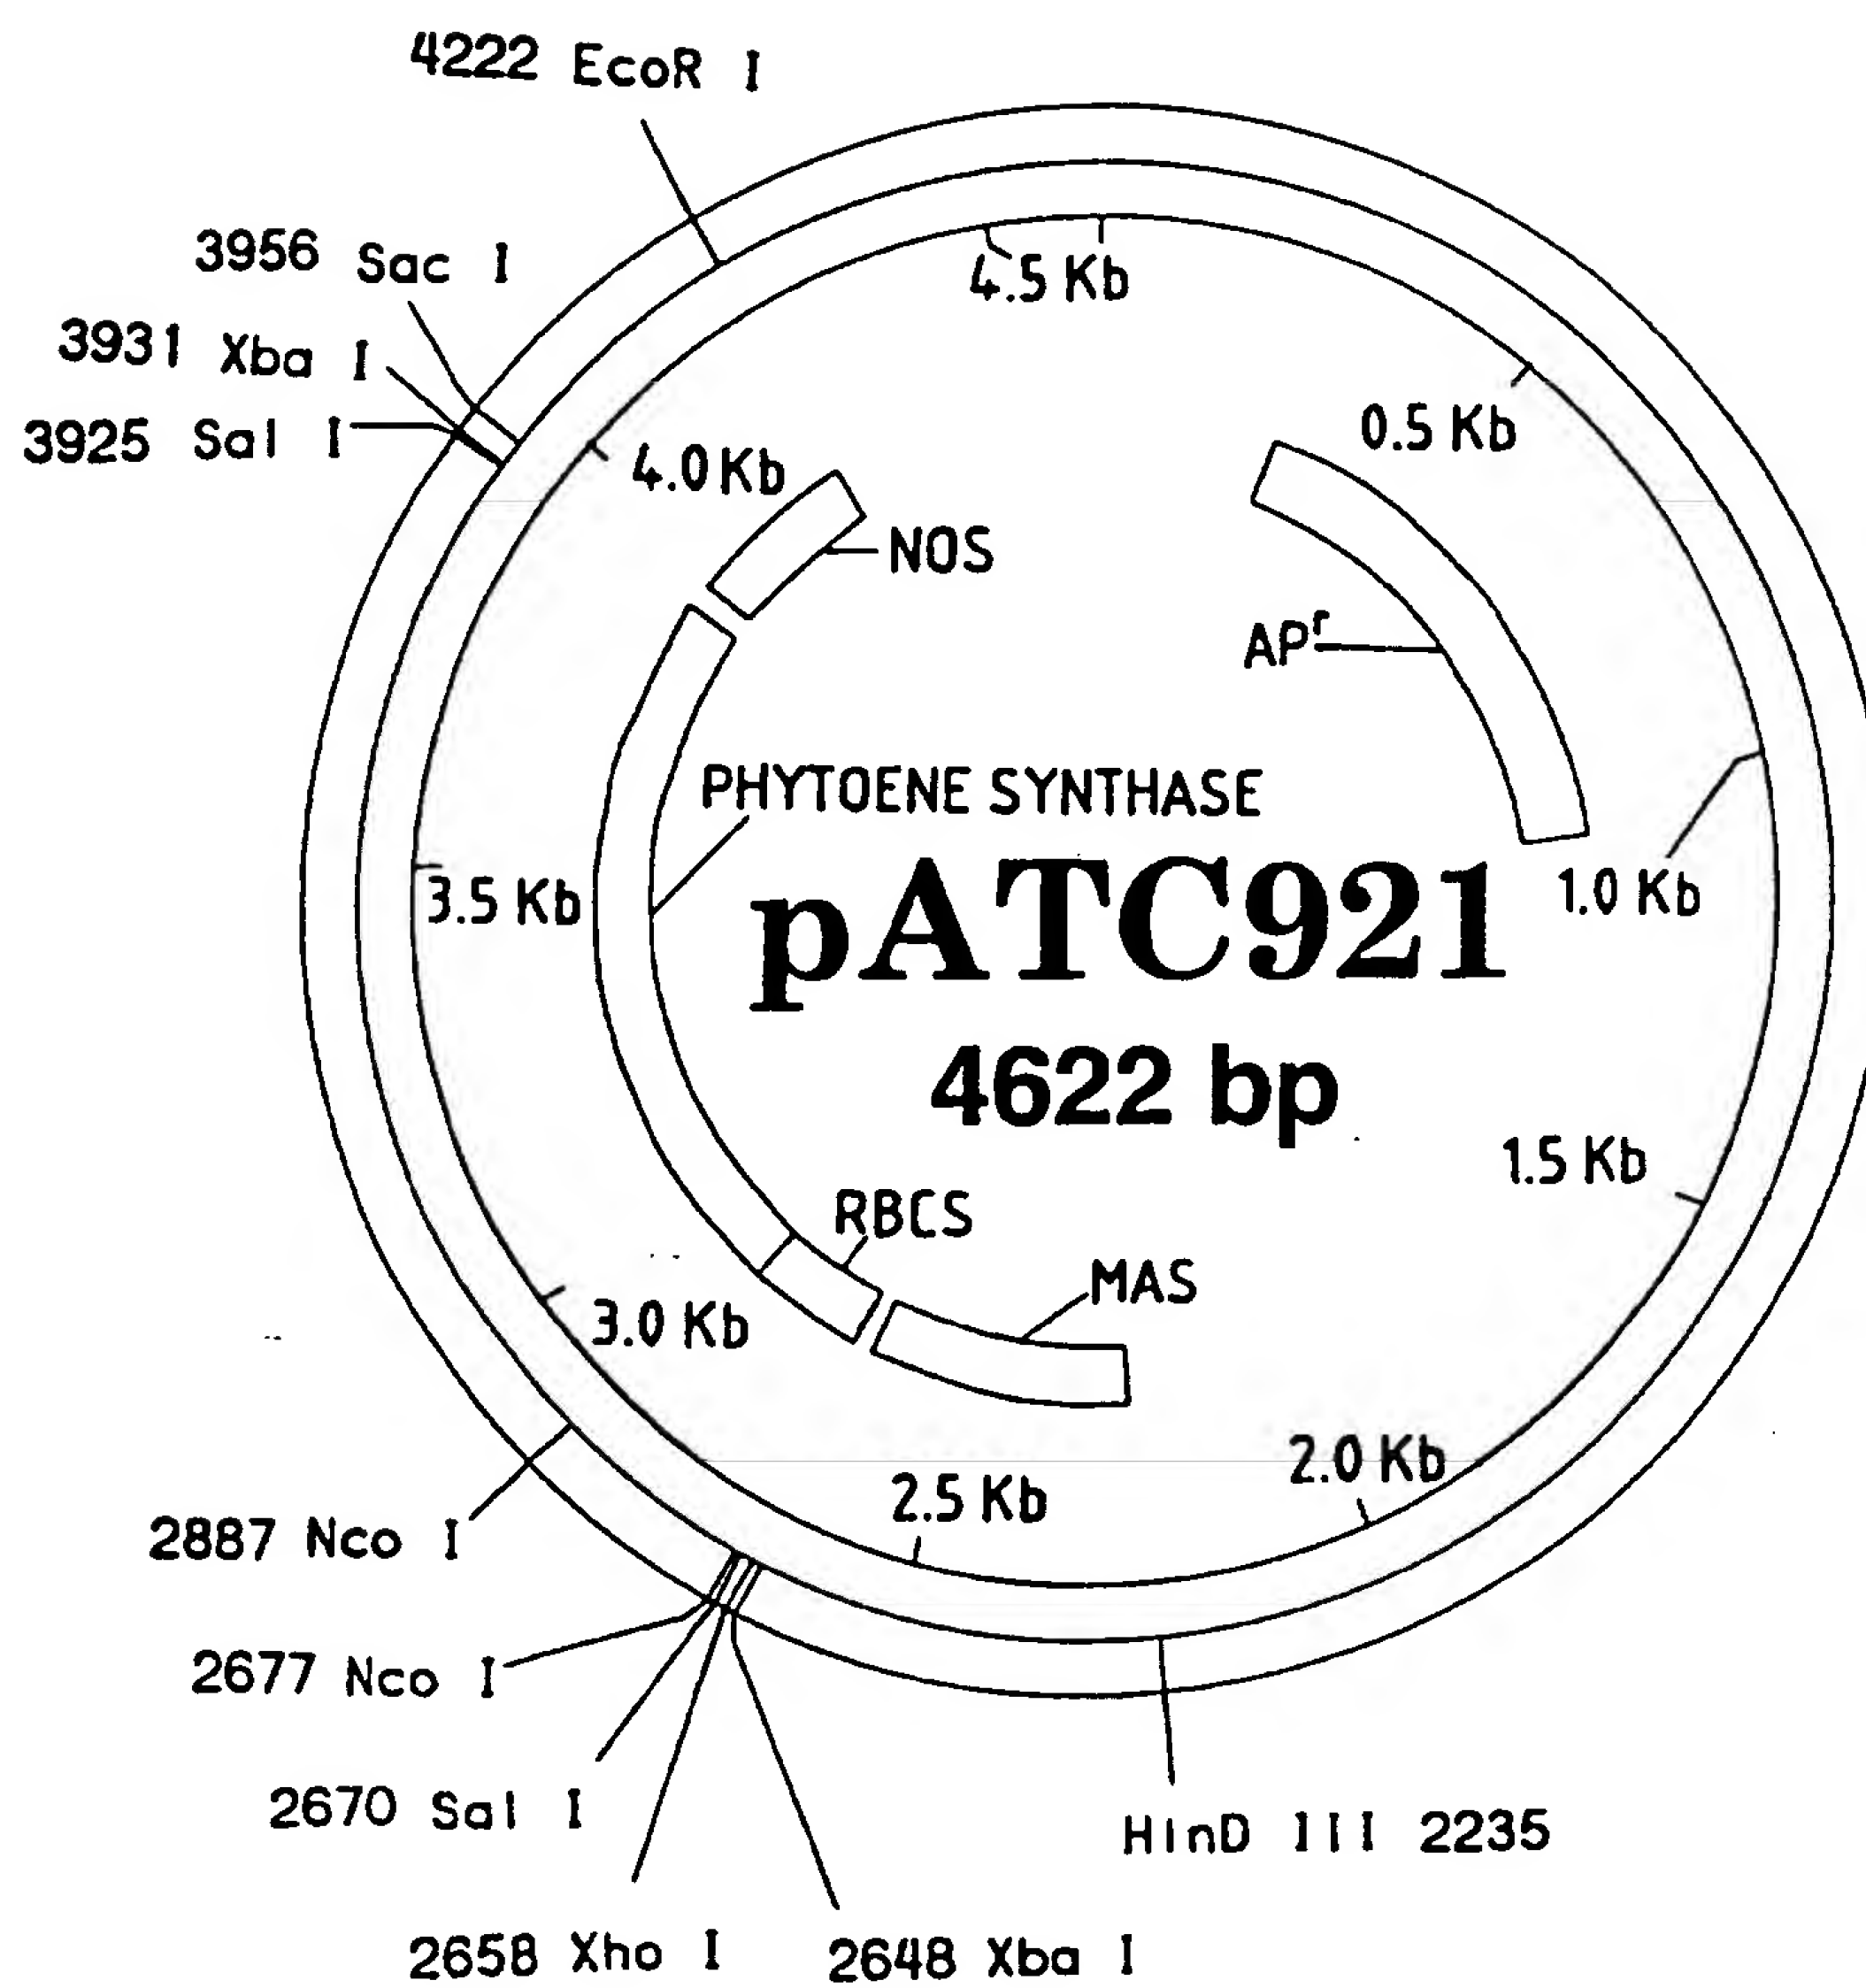 4222 EcoR I
3956 Sac I
3931 Xba I
3925 Sal I
4.5 Kb
0.5 Kb
4.0 Kb
NOS
APr
PHYTOENE SYNTHASE
3.5 Kb
pATC921
1.0 Kb
4622 bp
1.5 Kb
RBCS
MAS
3.0 Kb
2.0 Kb
2.5 Kb
2887 Nco I
2677 Nco I
2670 Sal I
HinD III 2235
2658 Xho I
2648 Xba I